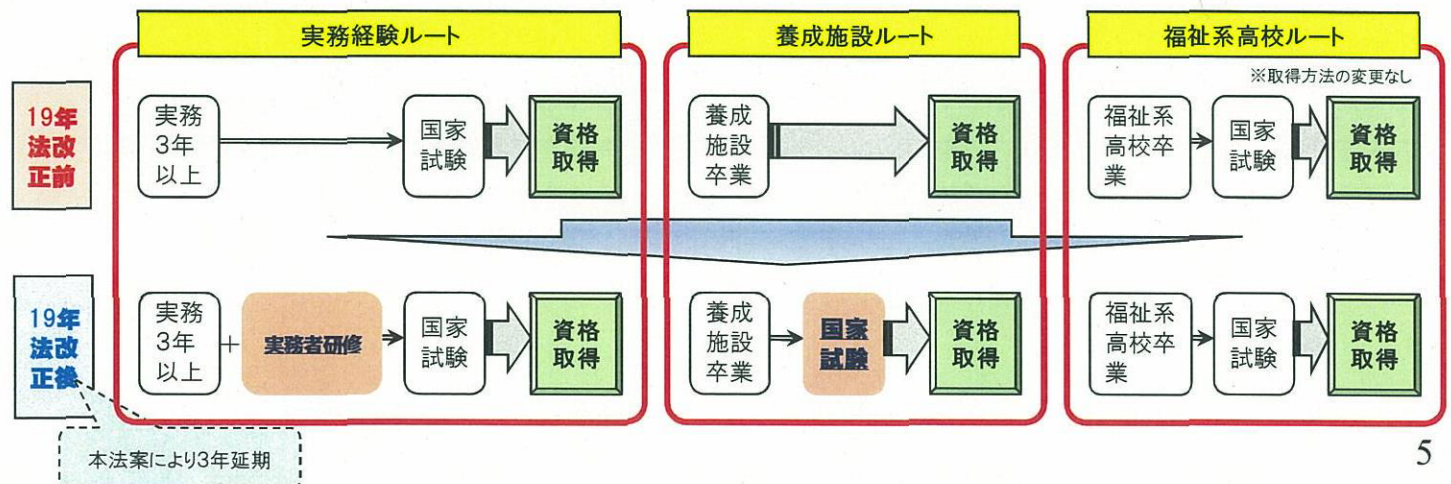 実務経験ルート
養成施設ルート
福祉系高校ルート
※取得方法の変更なし
19年
法改
正前
実務
3年
以上
国家
試験
資格
取得
養成
施設
卒業
資格
取得
福祉系
高校卒
業
国家
試験
資格
取得
19年
法改
正後
実務
3年
以上
+
実務者研修
国家
試験
資格
取得
養成
施設
卒業
国家
試験
資格
取得
福祉系
高校卒
業
国家
試験
資格
取得
本法案により3年延期
5